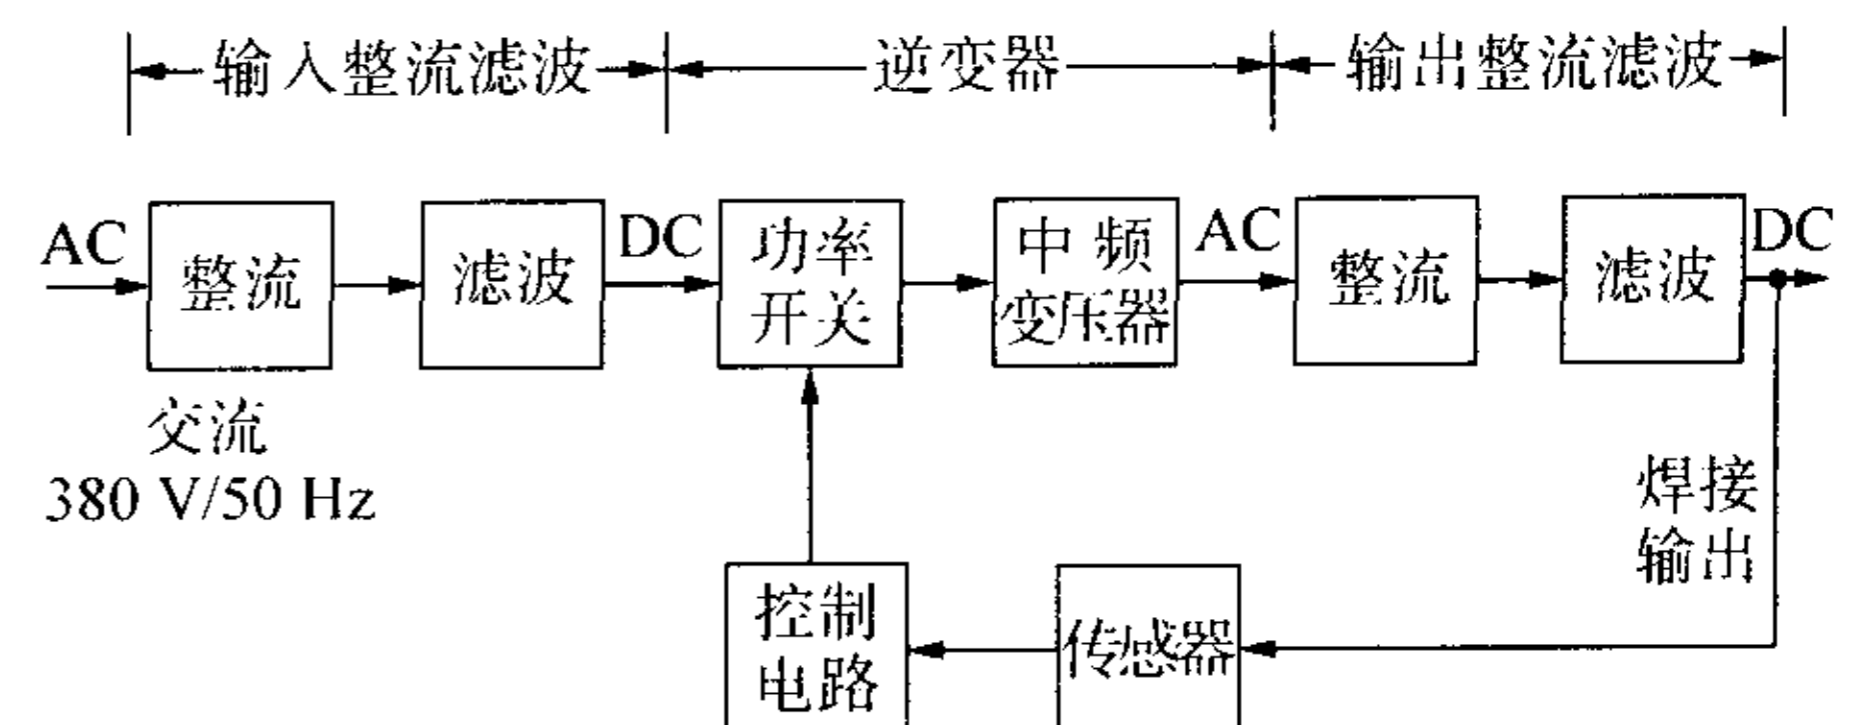 输入整流滤波 逆变器 输出整流滤波
AC 整流 滤波 DC 功率开关 中频变压器 AC 整流 滤波 DC
交流
380 V/50 Hz
焊接
输出
控制
电路
传感器